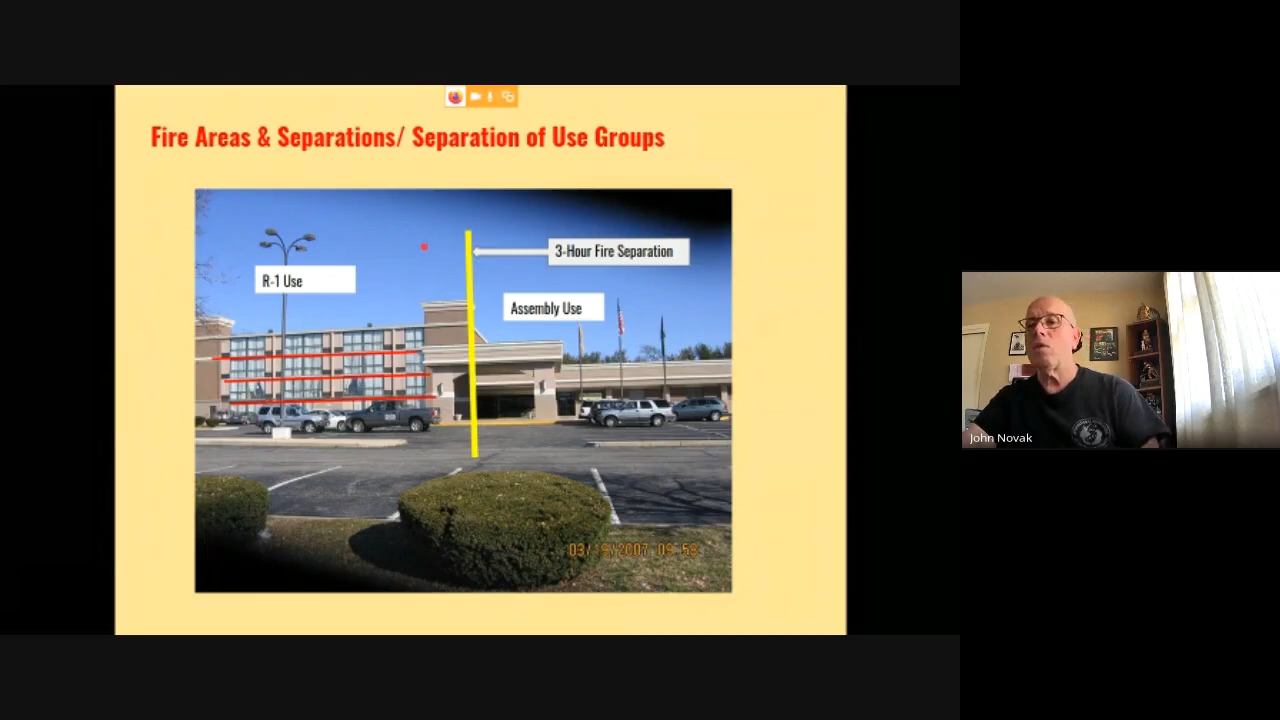 Fire Areas & Separations/ Separation of Use Groups
3-Hour Fire Separation
R-1 Use
Assembly Use
03/19/2007 09:58
John Novak